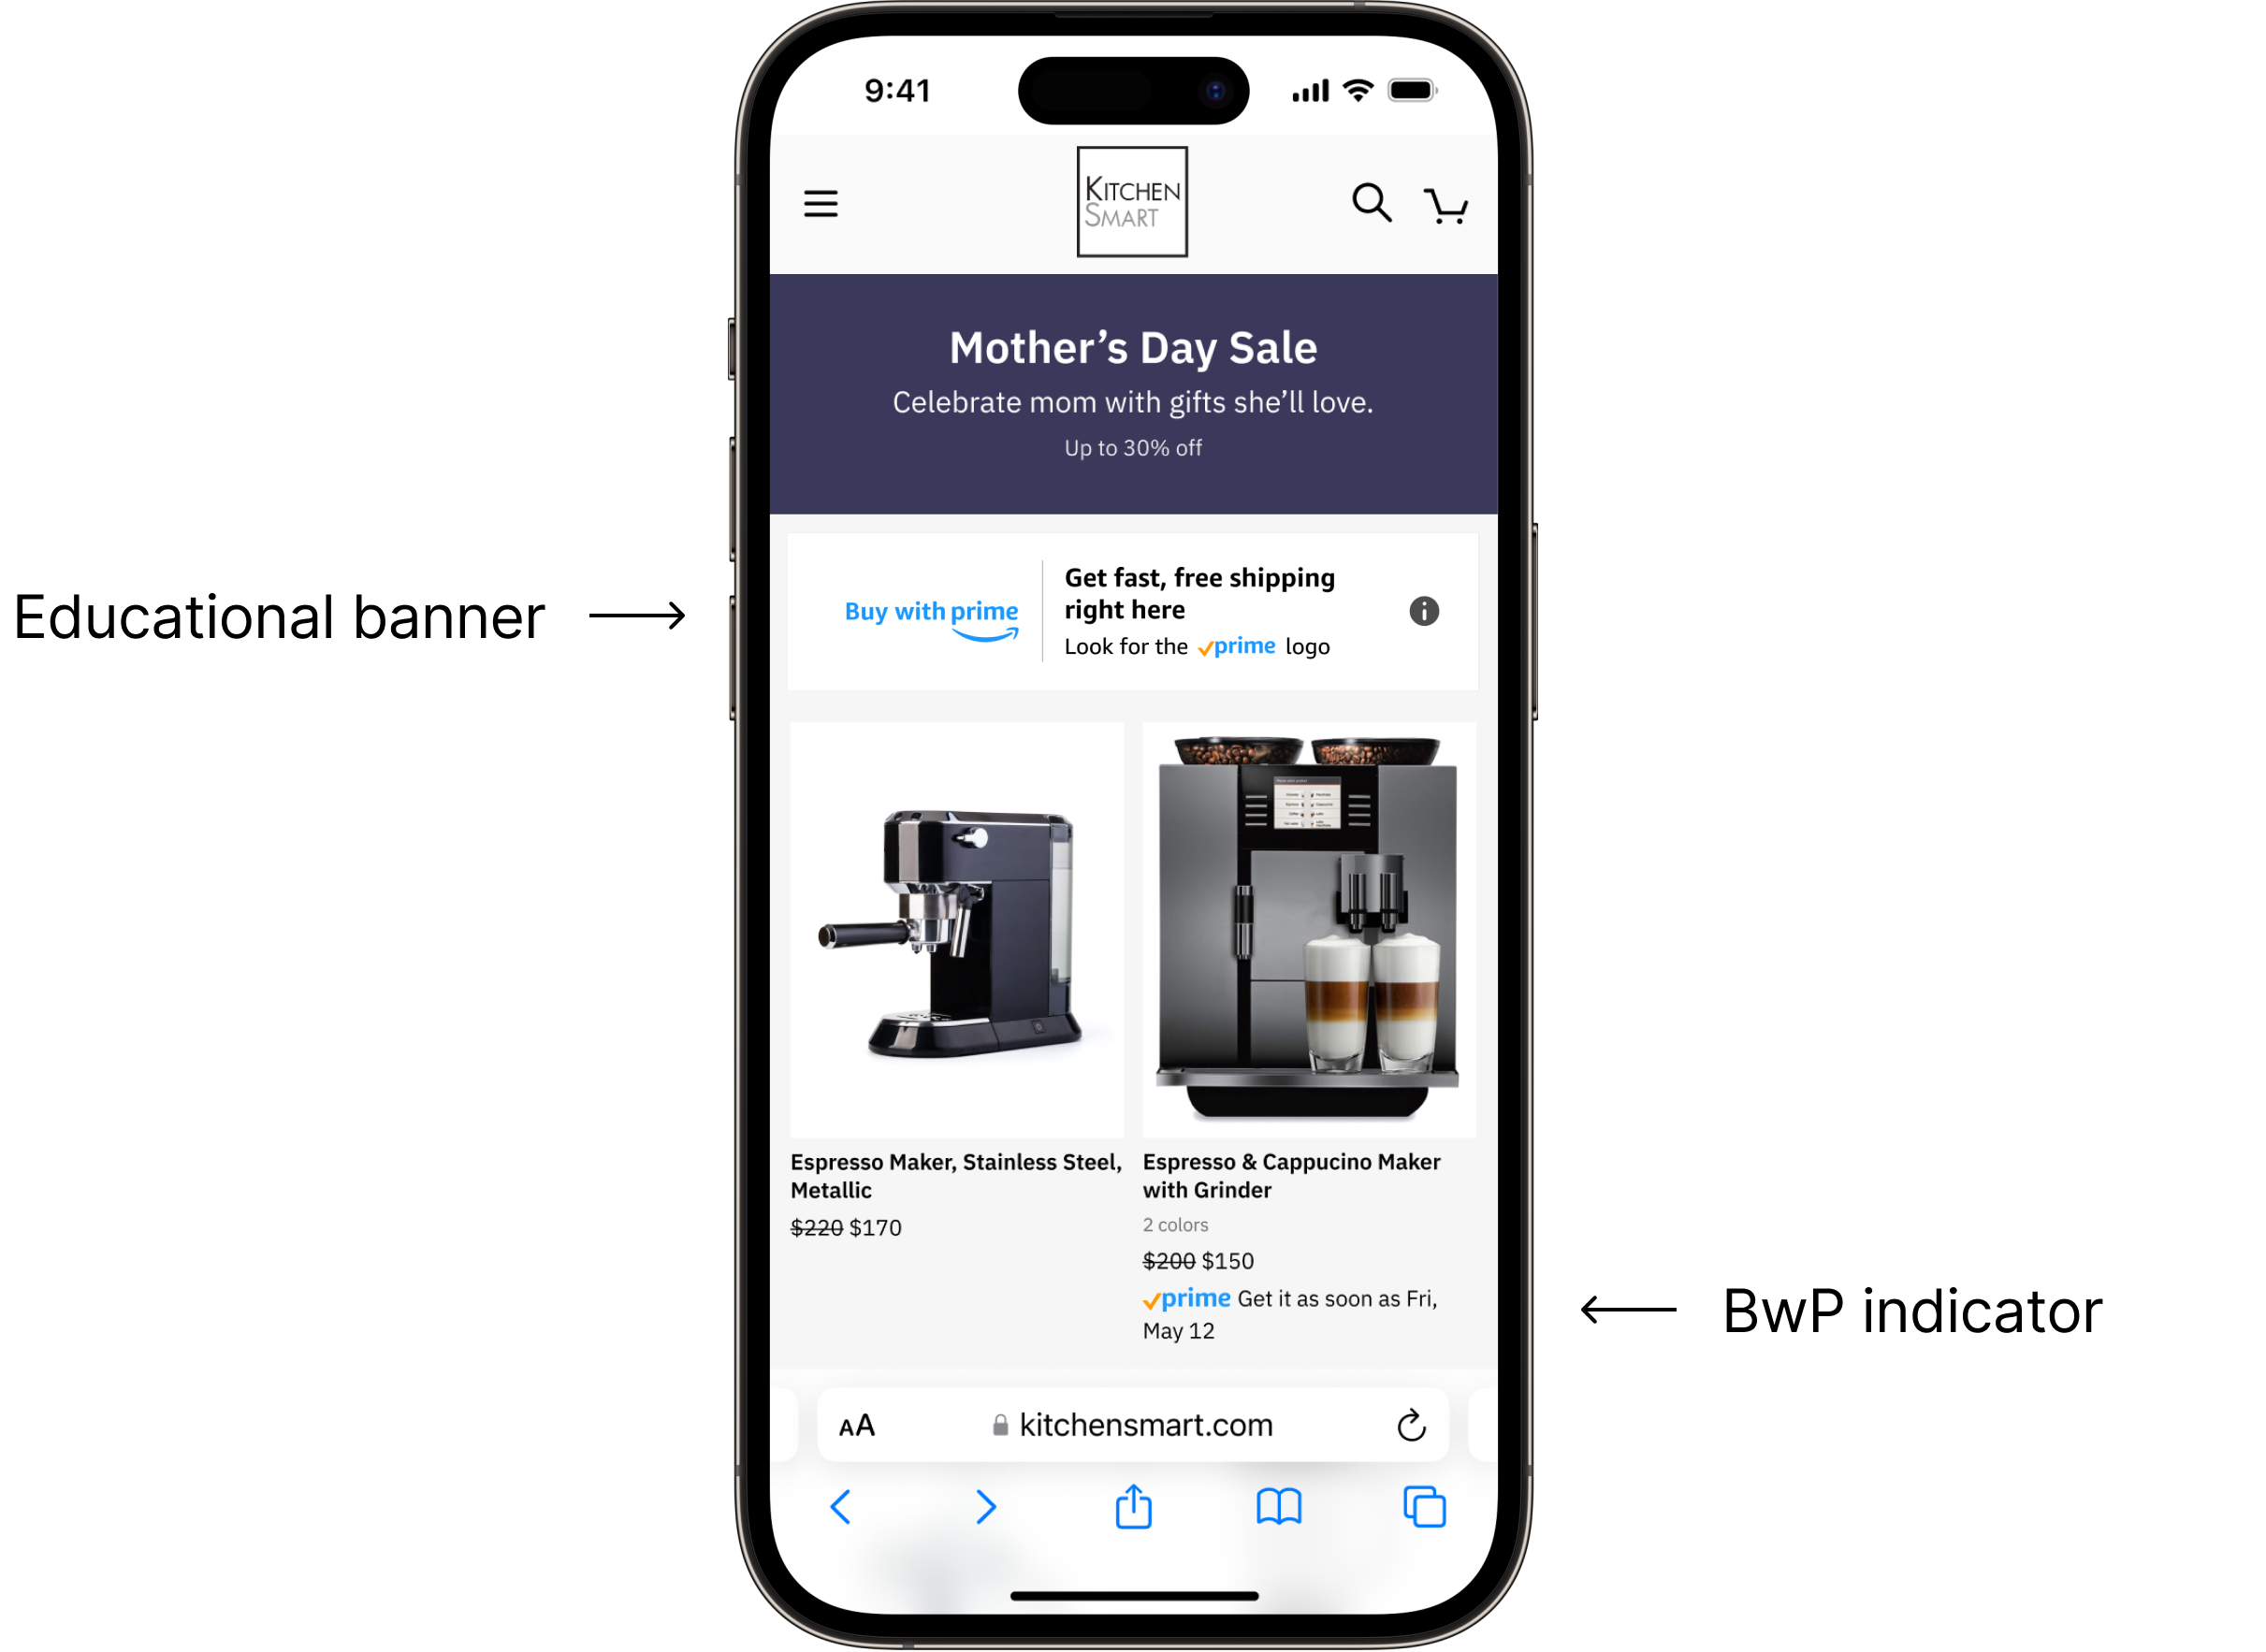 9:41
KITCHEN
SMART
Mother’s Day Sale
Celebrate mom with gifts she’ll love.
Up to 30% off
Educational banner
Buy with prime
Get fast, free shipping
right here
Look for the prime logo
Espresso Maker, Stainless Steel,
Metallic
$220 $170
Espresso & Cappucino Maker
with Grinder
2 colors
$200 $150
prime Get it as soon as Fri,
May 12
BwP indicator
AA
kitchensmart.com